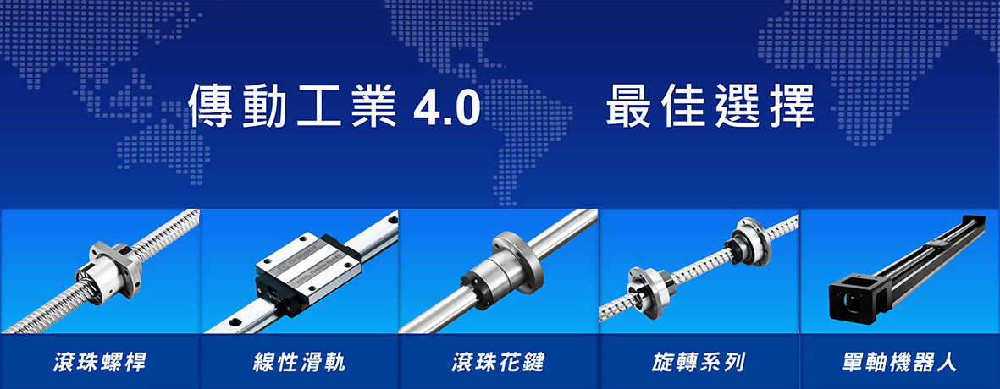 傳動工業 4.0 最佳選擇
滾珠螺桿
線性滑軌
滾珠花鍵
旋轉系列
單軸機器人